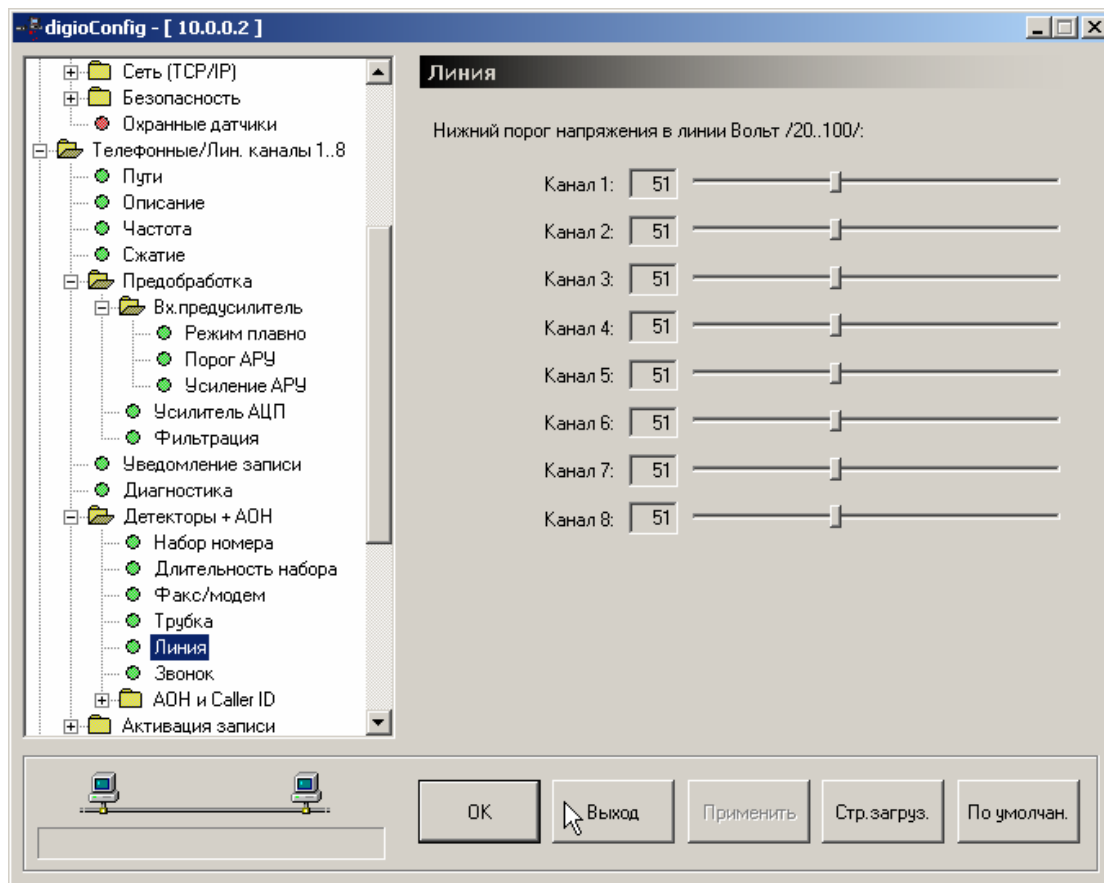 digioConfig - [ 10.0.0.2 ]
Сеть (TCP/IP)
Безопасность
Охранные датчики
Телефонные/Лин. каналы 1..8
Пути
Описание
Частота
Сжатие
Предобработка
Вх.предусилитель
Режим плавно
Порог АРУ
Усиление АРУ
Усилитель АЦП
Фильтрация
Уведомление записи
Диагностика
Детекторы + АОН
Набор номера
Длительность набора
Факс/модем
Трубка
Линия
Звонок
АОН и Caller ID
Активация записи
Линия
Нижний порог напряжения в линии Вольт /20..100/:
Канал 1: 51
Канал 2: 51
Канал 3: 51
Канал 4: 51
Канал 5: 51
Канал 6: 51
Канал 7: 51
Канал 8: 51
OK
Выход
Применить
Стр.загруз.
По умолчан.